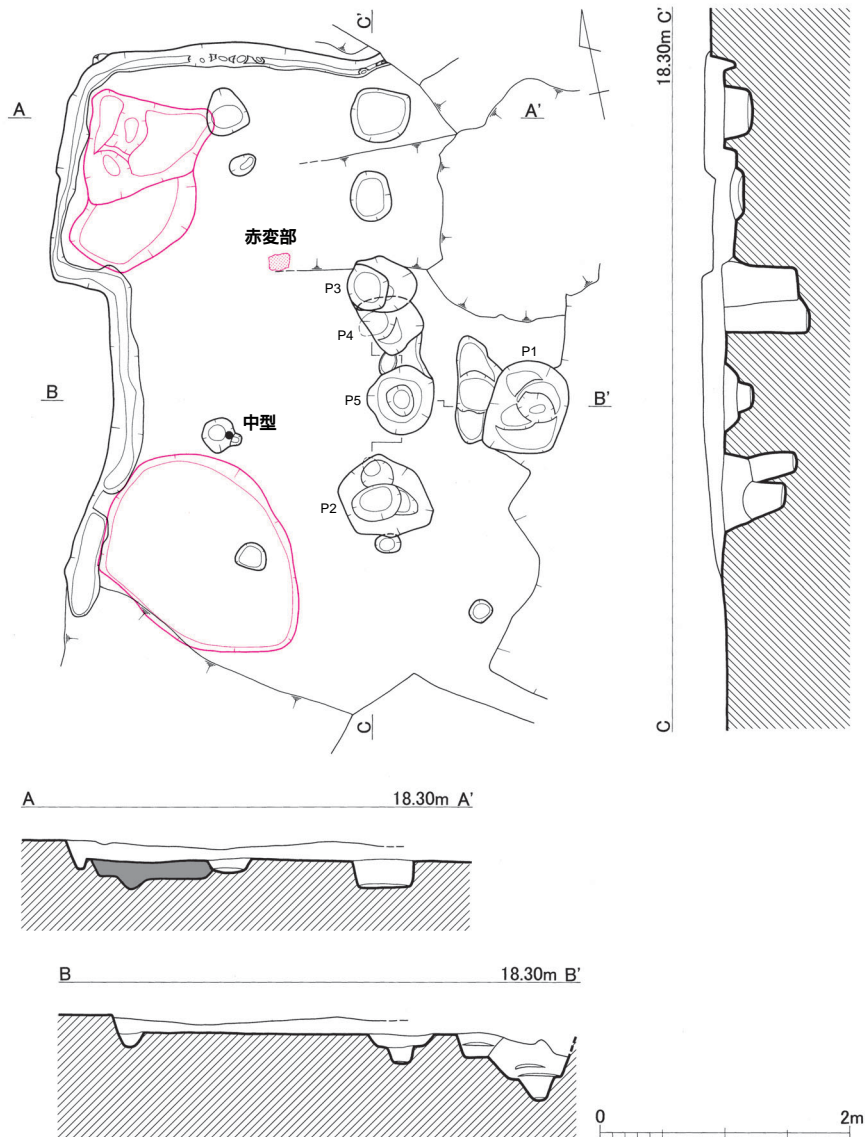 C'
A
A'
赤変部
P3
P4
P1
B
P5
B'
中型
P2
C
18.30m C'
C
A 18.30m A'
B 18.30m B'
0 2m